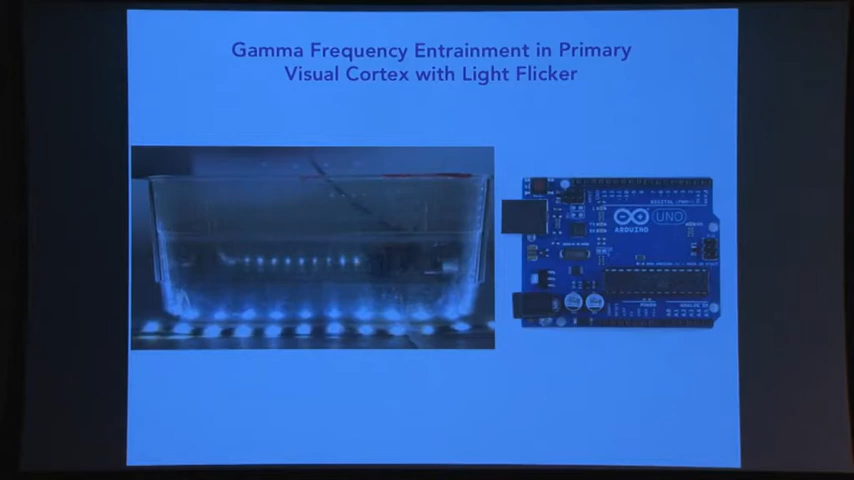 Gamma Frequency Entrainment in Primary
Visual Cortex with Light Flicker
UNO
ARDUINO